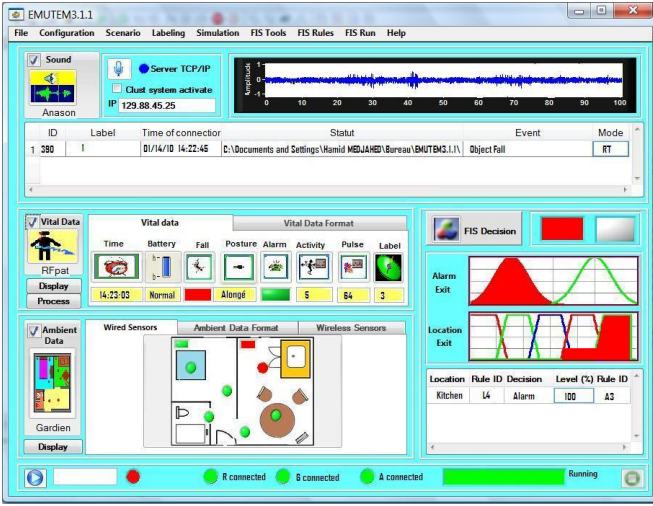 EMUTEM3.1.1
File Configuration Scenario Labeling Simulation FIS Tools FIS Rules FIS Run Help
Sound
Anason
Server TCP/IP
Clust system activate
IP 129.88.45.25
Amplitude
1
0
-1
0 10 20 30 40 50 60 70 80 90 100
ID Label Time of connection Statut Event Mode
1 390 1 01/14/10 14:22:45 C:\Documents and Settings\Hamid MEDJAHED\Bureau\EMUTEM3.1.1\ Object Fall RT
Vital Data
RFpat
Display
Process
Vital data Vital Data Format
Time Battery Fall Posture Alarm Activity Pulse Label
h-
b-
14:23:03 Normal Alongé 5 64 3
FIS Decision
Alarm
Exit
Location
Exit
Ambient
Data
Gardien
Display
Wired Sensors Ambient Data Format Wireless Sensors
Location Rule ID Decision Level (%) Rule ID
Kitchen L4 Alarm 100 A3
R connected G connected A connected Running